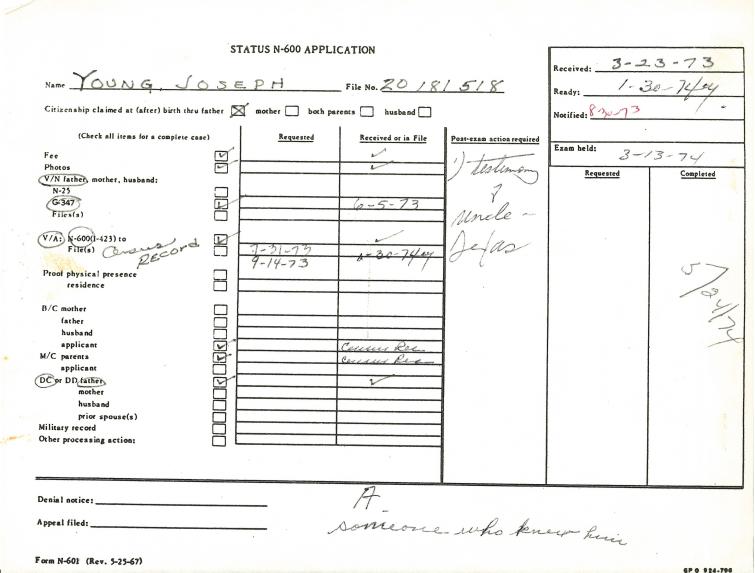 STATUS N-600 APPLICATION
Name YOUNG, JOSEPH File No. 20 181 518
Citizenship claimed at (after) birth thru father mother both parents husband
Received: 3-23-73
Ready: 1-30-74
Notified: 8-30-73
Exam held: 3-13-74
(Check all items for a complete case) Requested Received or in File Post-exam action required Requested Completed
Fee
Photos
V/N father, mother, husband:
N-25
G-347 6-5-73
Files(s)
V/A: N-600(I-423) to
File(s) Census Record 7-31-73
9-14-73 1-30-74
Proof physical presence
residence
B/C mother
father
husband
applicant Census Rec
M/C parents Census Rec
applicant
DC or DD father
mother
husband
prior spouse(s)
Military record
Other processing action:
1) testimony
of
uncle -
Texas
5/24/74
Denial notice:
Appeal filed:
A.
someone who knew him
Form N-601 (Rev. 5-25-67)
GPO 924-796